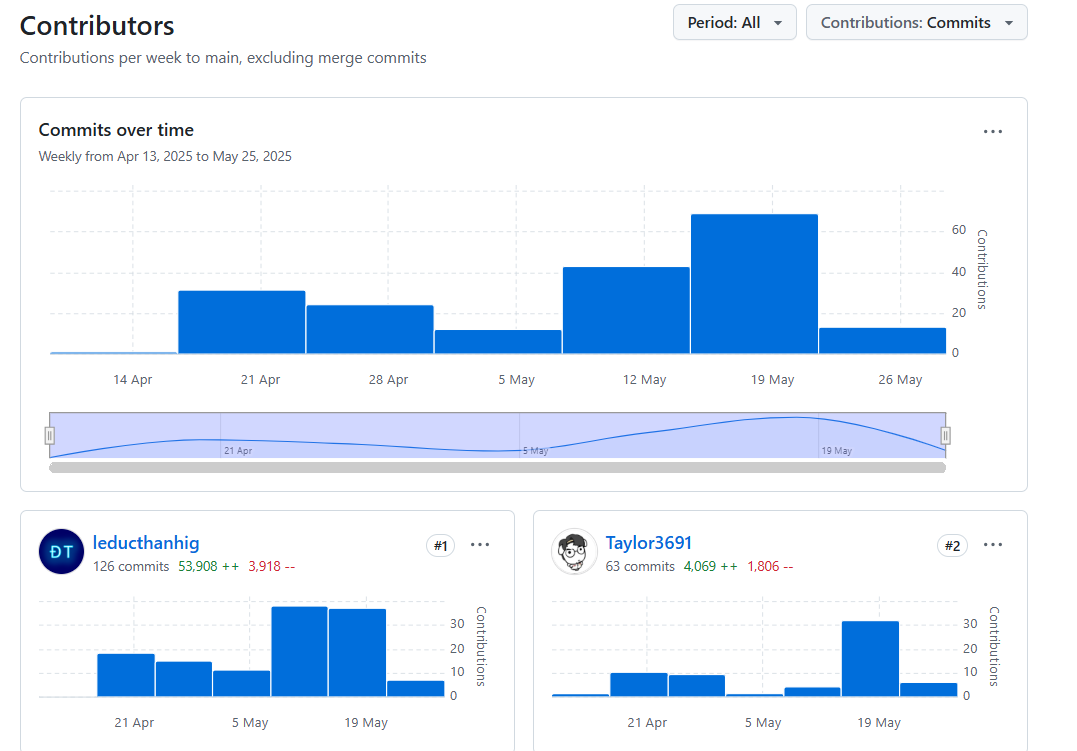 Contributors
Period: All
Contributions: Commits
Contributions per week to main, excluding merge commits
Commits over time
Weekly from Apr 13, 2025 to May 25, 2025
60
40
20
0
Contributions
14 Apr 21 Apr 28 Apr 5 May 12 May 19 May 26 May
21 Apr 5 May 19 May
ĐT
leducthanhig
#1
126 commits 53,908 ++ 3,918 --
30
20
10
0
Contributions
21 Apr 5 May 19 May
Taylor3691
#2
63 commits 4,069 ++ 1,806 --
30
20
10
0
Contributions
21 Apr 5 May 19 May